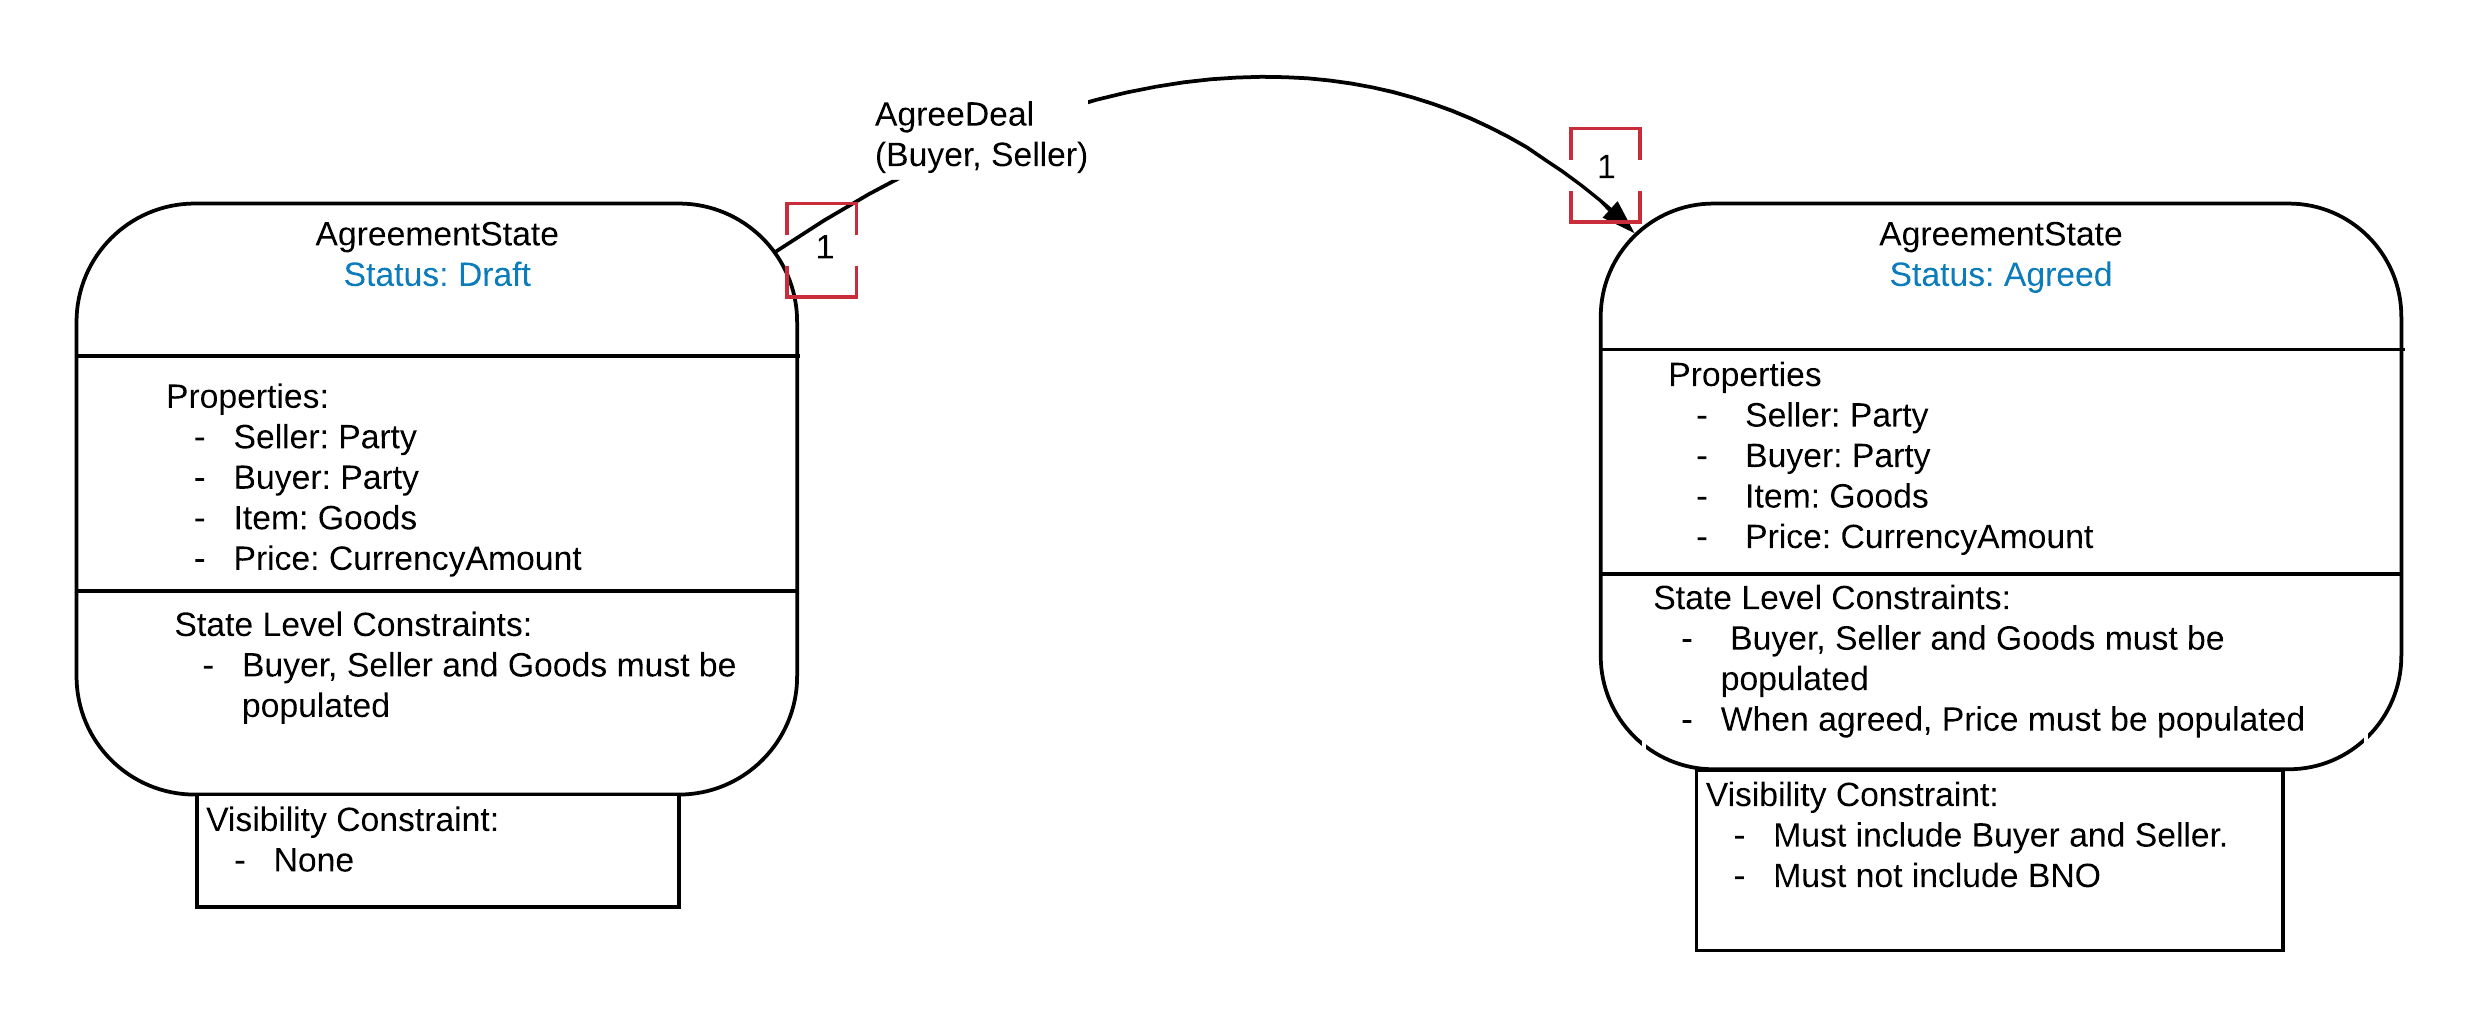 AgreeDeal
(Buyer, Seller)
1
1
AgreementState
Status: Draft
Properties:
- Seller: Party
- Buyer: Party
- Item: Goods
- Price: CurrencyAmount
State Level Constraints:
- Buyer, Seller and Goods must be
populated
Visibility Constraint:
- None
AgreementState
Status: Agreed
Properties
- Seller: Party
- Buyer: Party
- Item: Goods
- Price: CurrencyAmount
State Level Constraints:
- Buyer, Seller and Goods must be
populated
- When agreed, Price must be populated
Visibility Constraint:
- Must include Buyer and Seller.
- Must not include BNO